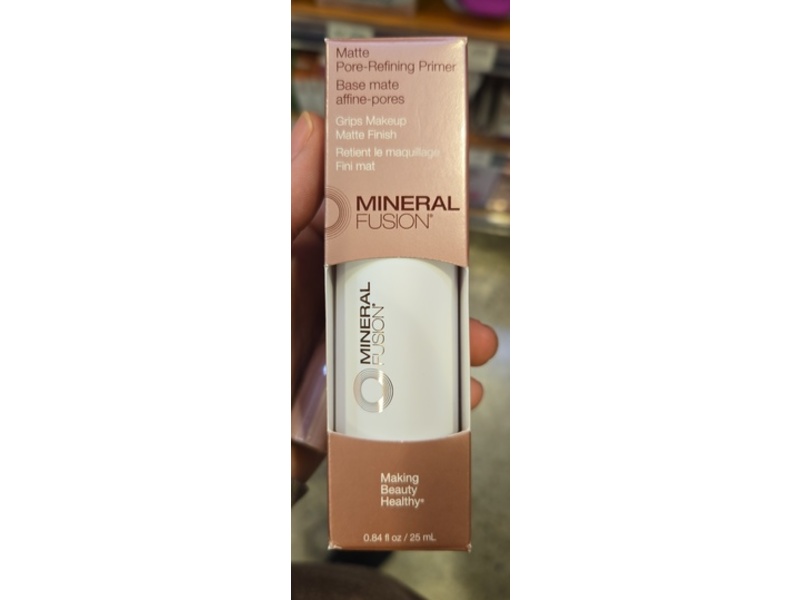 Matte
Pore-Refining Primer
Base mate
affine-pores
Grips Makeup
Matte Finish
Retient le maquillage
Fini mat
MINERAL
FUSION®
MINERAL
FUSION®
Making
Beauty
Healthy®
0.84 fl oz / 25 mL